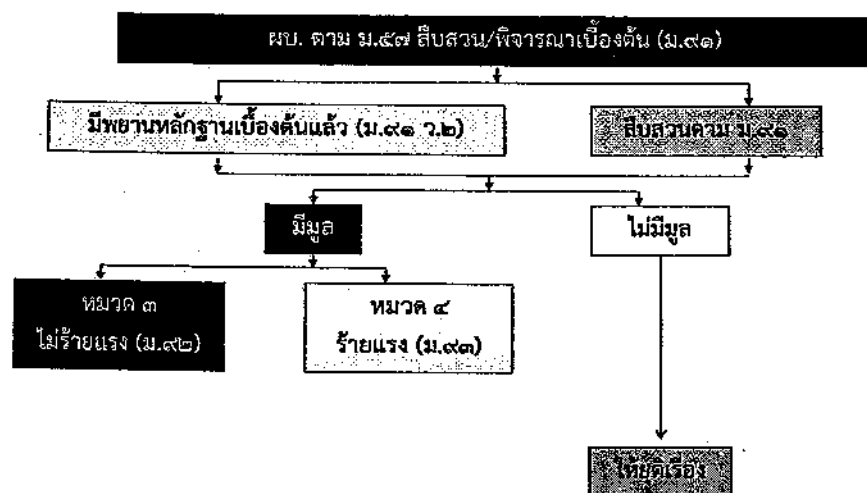 ผบ. ตาม ม.๕๗ สืบสวน/พิจารณาเบื้องต้น (ม.๙๑)
มีพยานหลักฐานเบื้องต้นแล้ว (ม.๙๑ ว.๒)
สืบสวนตาม ม.๙๑
มีมูล
ไม่มีมูล
หมวด ๓
ไม่ร้ายแรง (ม.๙๒)
หมวด ๔
ร้ายแรง (ม.๙๓)
ให้ยุติเรื่อง